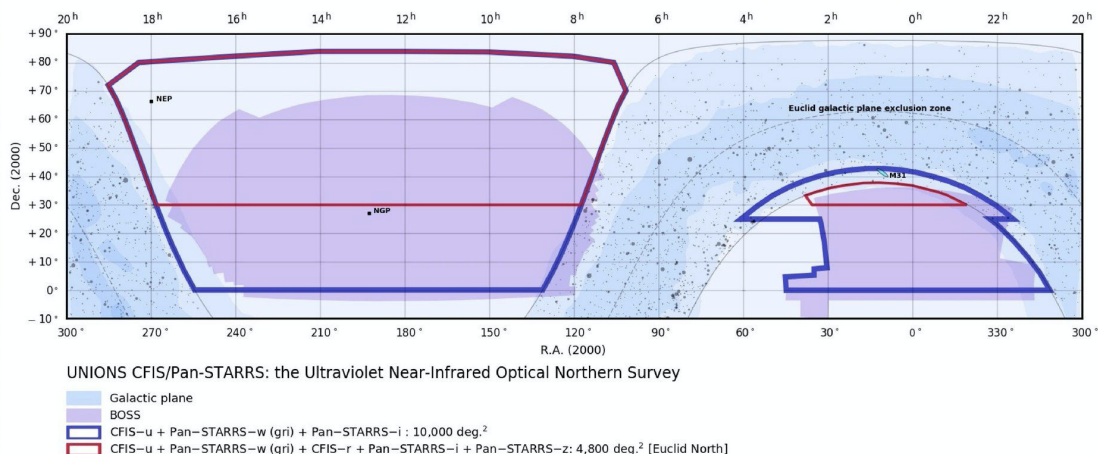 20ʰ 18ʰ 16ʰ 14ʰ 12ʰ 10ʰ 8ʰ 6ʰ 4ʰ 2ʰ 0ʰ 22ʰ 20ʰ
+90°
+80°
NEP
+70°
Euclid galactic plane exclusion zone
+60°
+50°
Dec. (2000)
+40°
M31
+30°
NGP
+20°
+10°
0°
−10°
300° 270° 240° 210° 180° 150° 120° 90° 60° 30° 0° 330° 300°
R.A. (2000)
UNIONS CFIS/Pan-STARRS: the Ultraviolet Near-Infrared Optical Northern Survey
Galactic plane
BOSS
CFIS−u + Pan−STARRS−w (gri) + Pan−STARRS−i : 10,000 deg.²
CFIS−u + Pan−STARRS−w (gri) + CFIS−r + Pan−STARRS−i + Pan−STARRS−z: 4,800 deg.² [Euclid North]